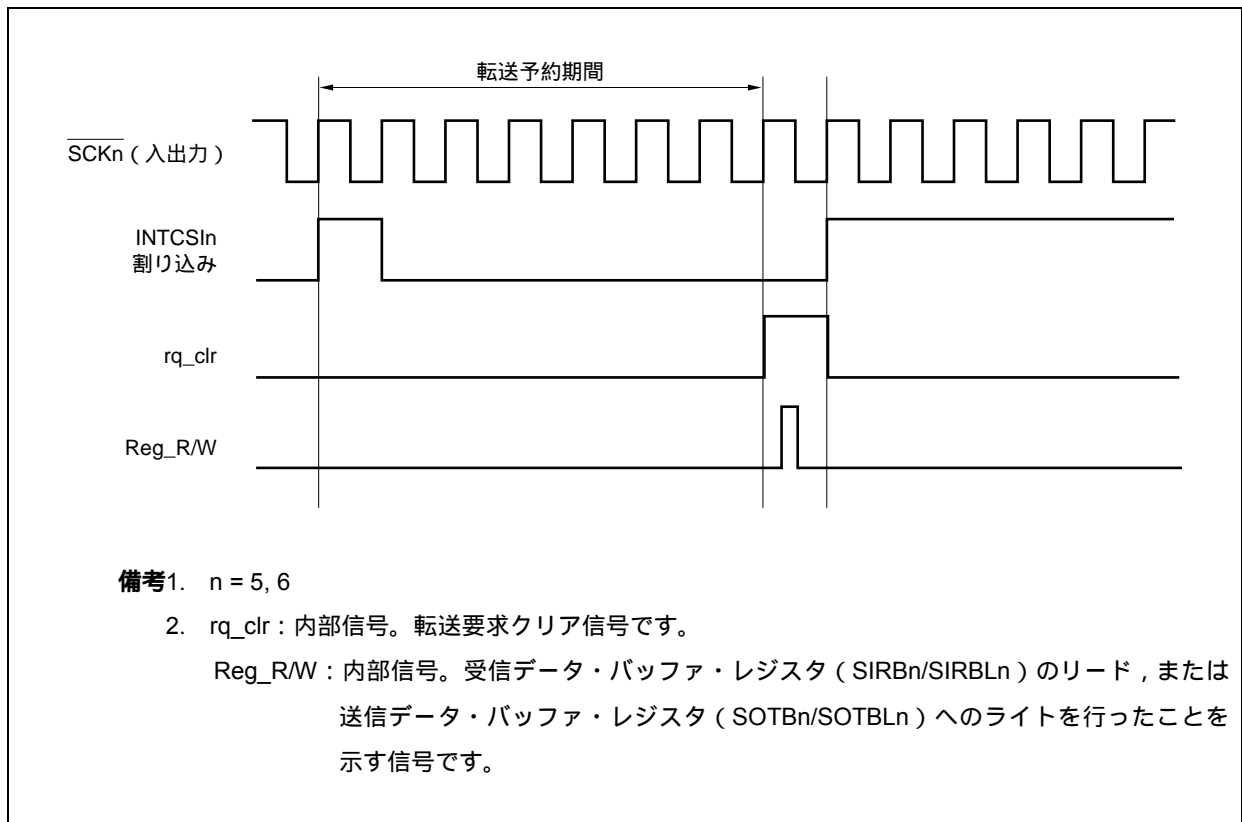 転送予約期間
SCKn（入出力）
INTCSIn
割り込み
rq_clr
Reg_R/W
備考1. n = 5, 6
2. rq_clr：内部信号。転送要求クリア信号です。
Reg_R/W：内部信号。受信データ・バッファ・レジスタ（SIRBn/SIRBLn）のリード，または
送信データ・バッファ・レジスタ（SOTBn/SOTBLn）へのライトを行ったことを
示す信号です。